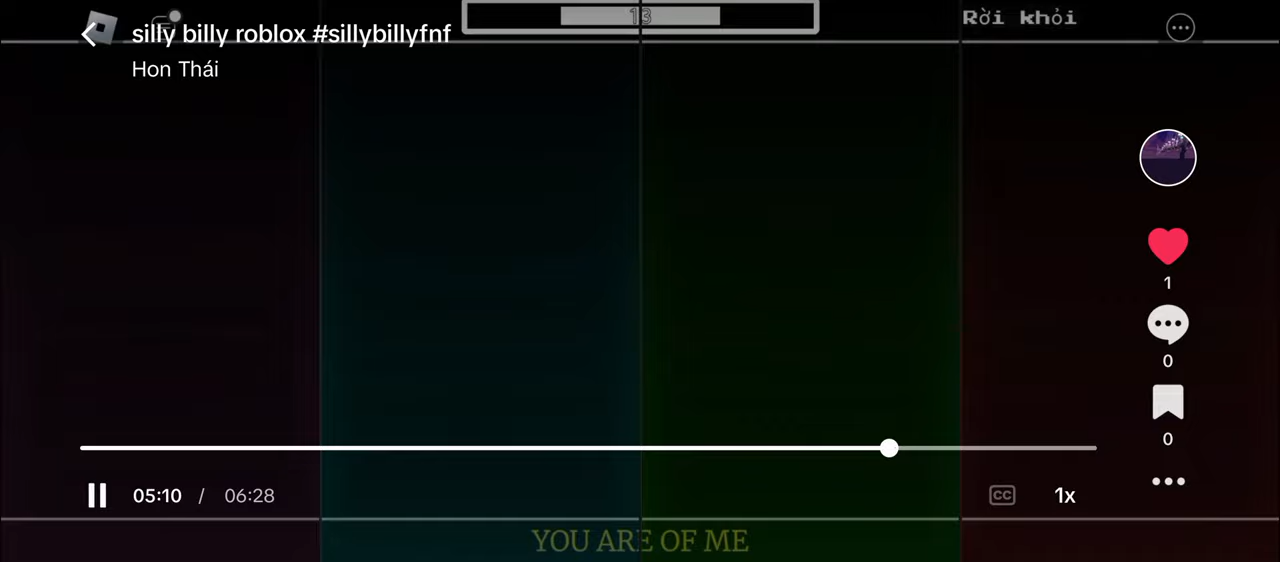 13
Rời khỏi
silly billy roblox #sillybillyfnf
Hon Thái
1
0
0
05:10 / 06:28
CC
1x
YOU ARE OF ME